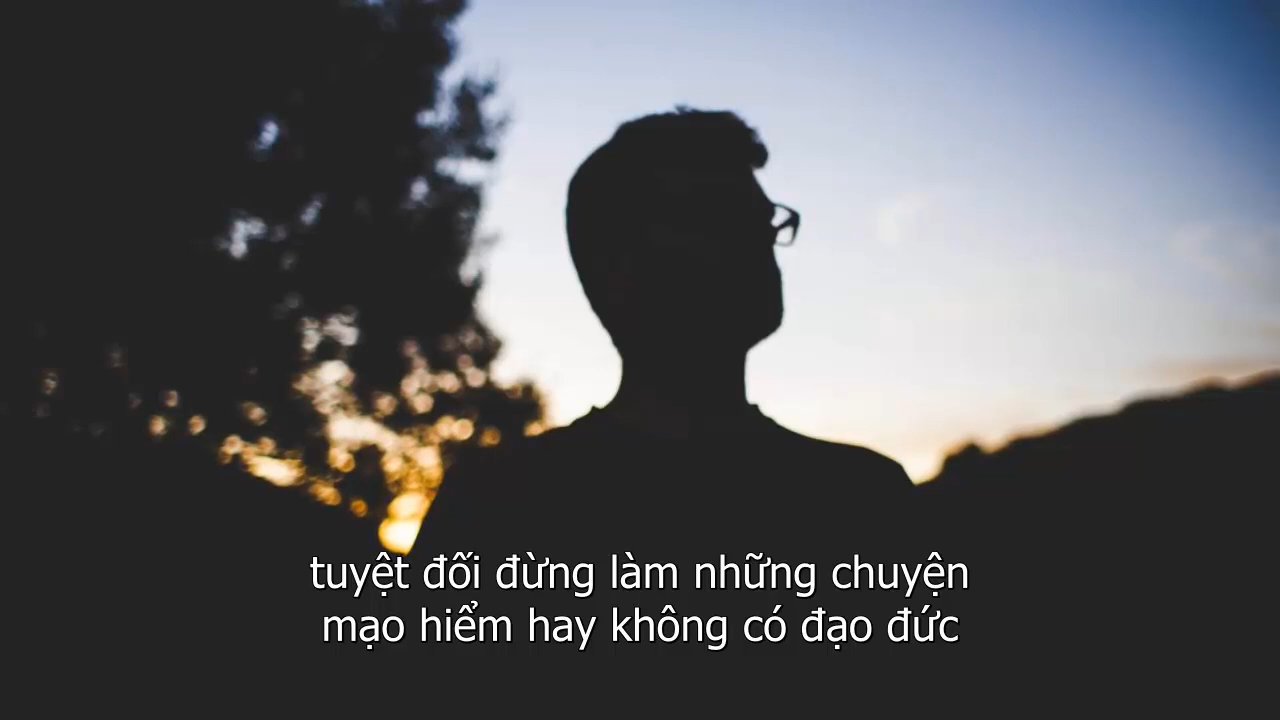 tuyệt đối đừng làm những chuyện
mạo hiểm hay không có đạo đức